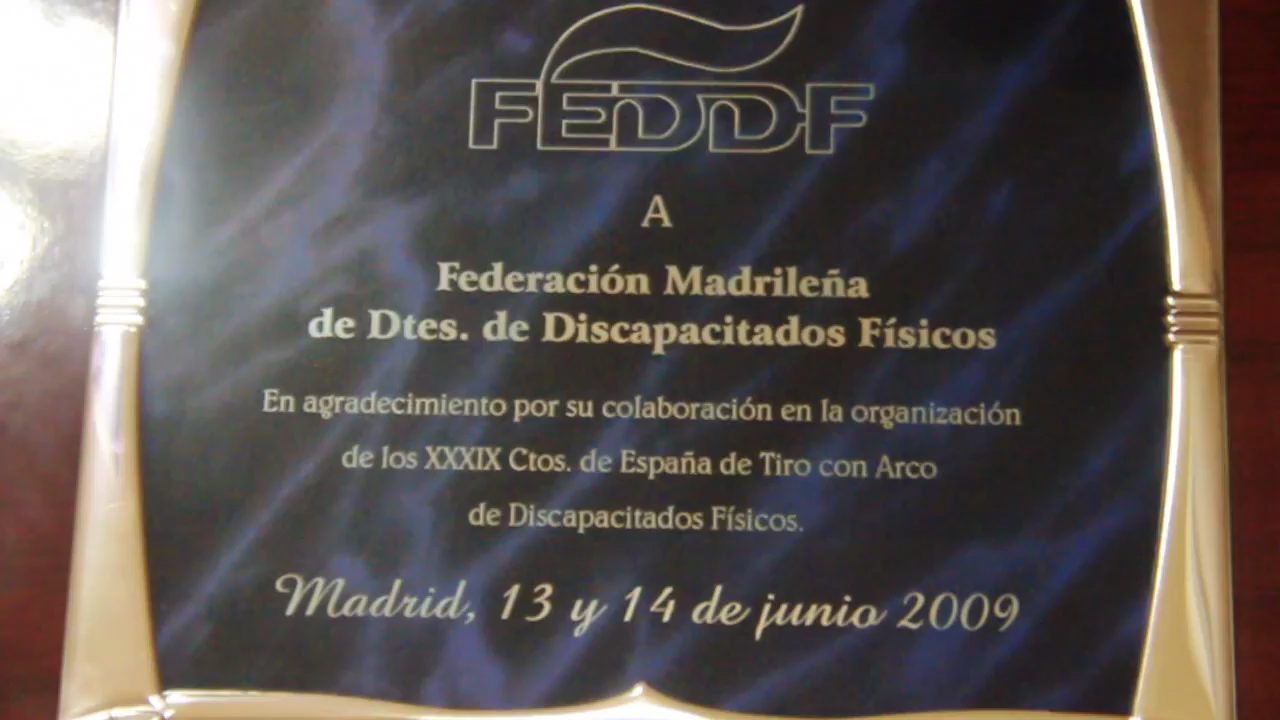 FEDDF
A
Federación Madrileña
de Dtes. de Discapacitados Físicos
En agradecimiento por su colaboración en la organización
de los XXXIX Ctos. de España de Tiro con Arco
de Discapacitados Físicos.
Madrid, 13 y 14 de junio 2009